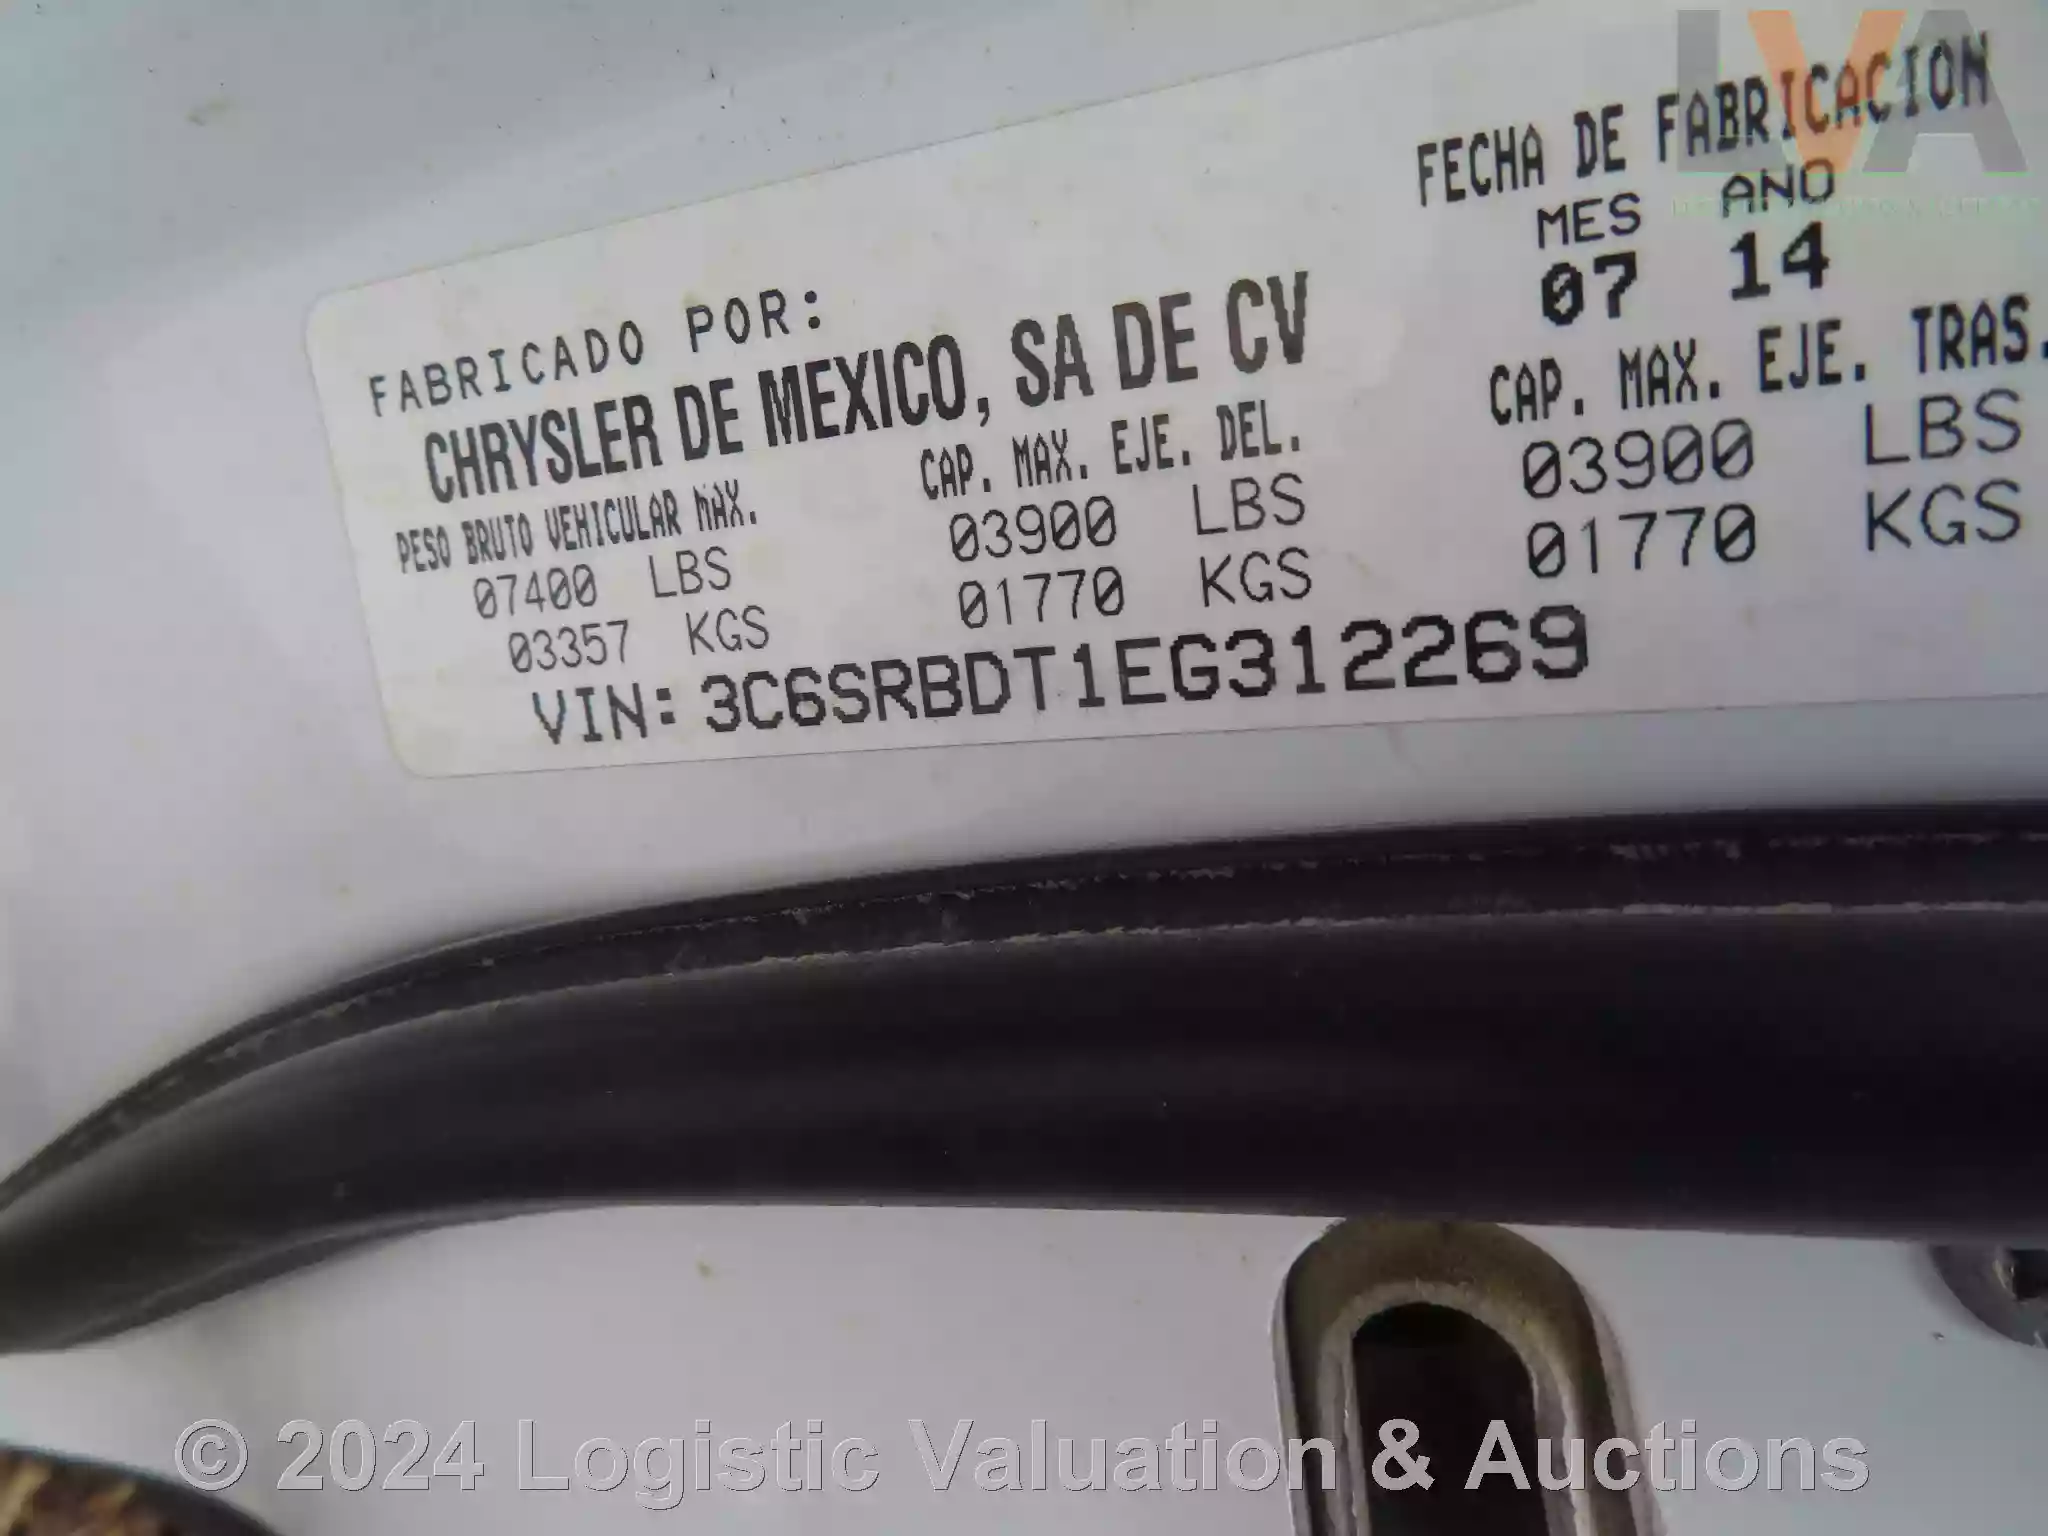 LVA
FECHA DE FABRICACION
MES ANO
07 14
FABRICADO POR:
CHRYSLER DE MEXICO, SA DE CV
PESO BRUTO VEHICULAR MAX. CAP. MAX. EJE. DEL. CAP. MAX. EJE. TRAS.
07400 LBS 03900 LBS 03900 LBS
03357 KGS 01770 KGS 01770 KGS
VIN: 3C6SRBDT1EG312269
© 2024 Logistic Valuation & Auctions